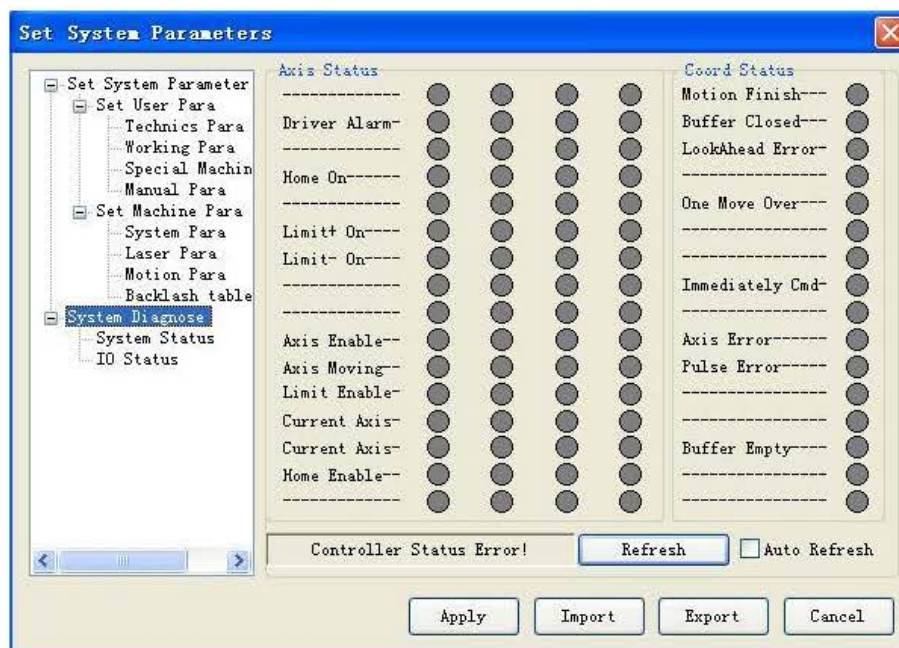 Set System Parameters
Set System Parameter
Set User Para
Technics Para
Working Para
Special Machin
Manual Para
Set Machine Para
System Para
Laser Para
Motion Para
Backlash table
System Diagnose
System Status
IO Status
Axis Status
-------------
Driver Alarm-
-------------
Home On------
-------------
Limit+ On----
Limit- On----
-------------
-------------
Axis Enable--
Axis Moving--
Limit Enable-
Current Axis-
Current Axis-
Home Enable--
-------------
Coord Status
Motion Finish---
Buffer Closed---
LookAhead Error-
----------------
One Move Over---
----------------
----------------
Immediately Cmd-
----------------
Axis Error------
Pulse Error-----
----------------
----------------
Buffer Empty----
----------------
----------------
Controller Status Error!
Refresh
Auto Refresh
Apply
Import
Export
Cancel